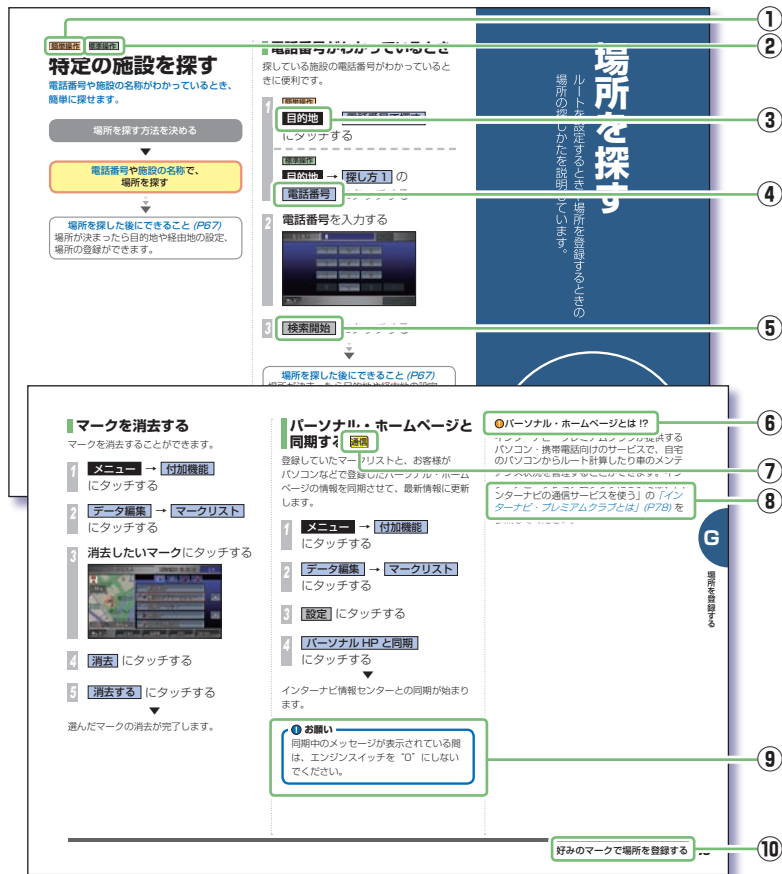 簡単操作 標準操作
特定の施設を探す
電話番号や施設の名称がわかっているとき、
簡単に探せます。
場所を探す方法を決める
電話番号や施設の名称で、
場所を探す
場所を探した後にできること (P67)
場所が決まったら目的地や経由地の設定、
場所の登録ができます。
電話番号がわかっているとき
探している施設の電話番号がわかっていると
きに便利です。
1
簡単操作
目的地
にタッチする
標準操作
目的地 → 探し方 1 の
電話番号
2 電話番号を入力する
3 検索開始
場所を探した後にできること (P67)
場所を探す
ルートを設定するときや場所を登録するときの
場所の探しかたを説明しています。
①
②
③
④
⑤
マークを消去する
マークを消去することができます。
1 メニュー → 付加機能
にタッチする
2 データ編集 → マークリスト
にタッチする
3 消去したいマークにタッチする
4 消去 にタッチする
5 消去する にタッチする
選んだマークの消去が完了します。
パーソナル・ホームページと
同期する 通信
登録していたマークリストと、お客様が
パソコンなどで登録したパーソナル・ホーム
ページの情報を同期させて、最新情報に更新
します。
1 メニュー → 付加機能
にタッチする
2 データ編集 → マークリスト
にタッチする
3 設定 にタッチする
4 パーソナル HP と同期
にタッチする
インターナビ情報センターとの同期が始まり
ます。
お願い
同期中のメッセージが表示されている間
は、エンジンスイッチを “0” にしない
でください。
パーソナル・ホームページとは !?
パソコン・携帯電話向けのサービスで、自宅
のパソコンからルート計算したり車のメンテ
ンターナビの通信サービスを使う」の「イン
ターナビ・プレミアムクラブとは」(P78) を
G
場所を登録する
好みのマークで場所を登録する
⑥
⑦
⑧
⑨
⑩